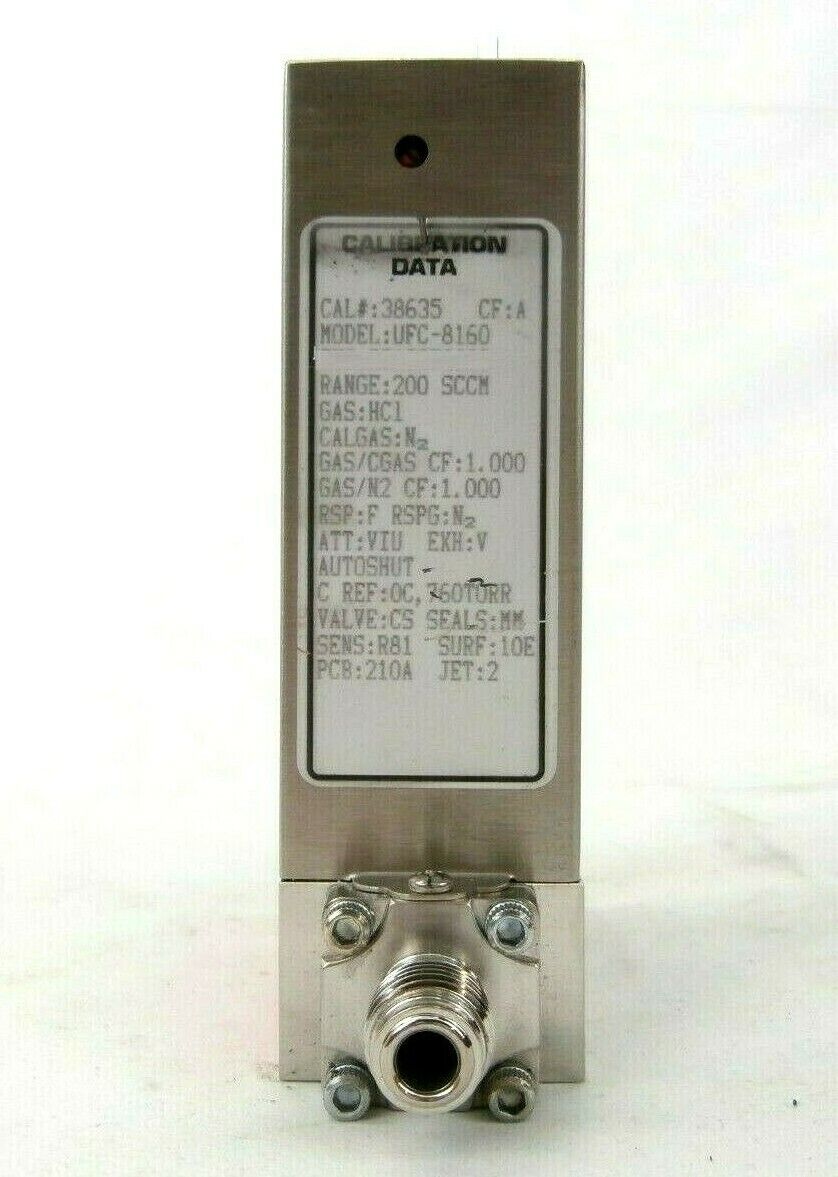 CALIBRATION
DATA
CAL#:38635 CF:A
MODEL:UFC-8160
RANGE:200 SCCM
GAS:HCl
CALGAS:N₂
GAS/CGAS CF:1.000
GAS/N2 CF:1.000
RSP:F RSPG:N₂
ATT:VIU EKH:V
AUTOSHUT
C REF:0C,760TORR
VALVE:CS SEALS:MM
SENS:R81 SURF:10E
PCB:210A JET:2